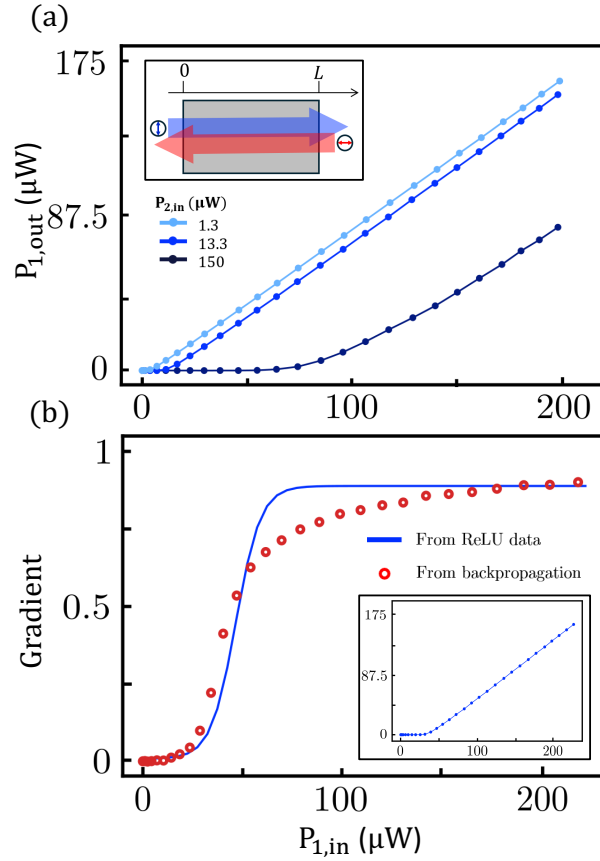 (a)
175
87.5
0
P1,out (μW)
0
L
P2,in (μW)
1.3
13.3
150
0
100
200
(b)
1
0.5
0
Gradient
From ReLU data
From backpropagation
175
87.5
0
0
100
200
0
100
200
P1,in (μW)